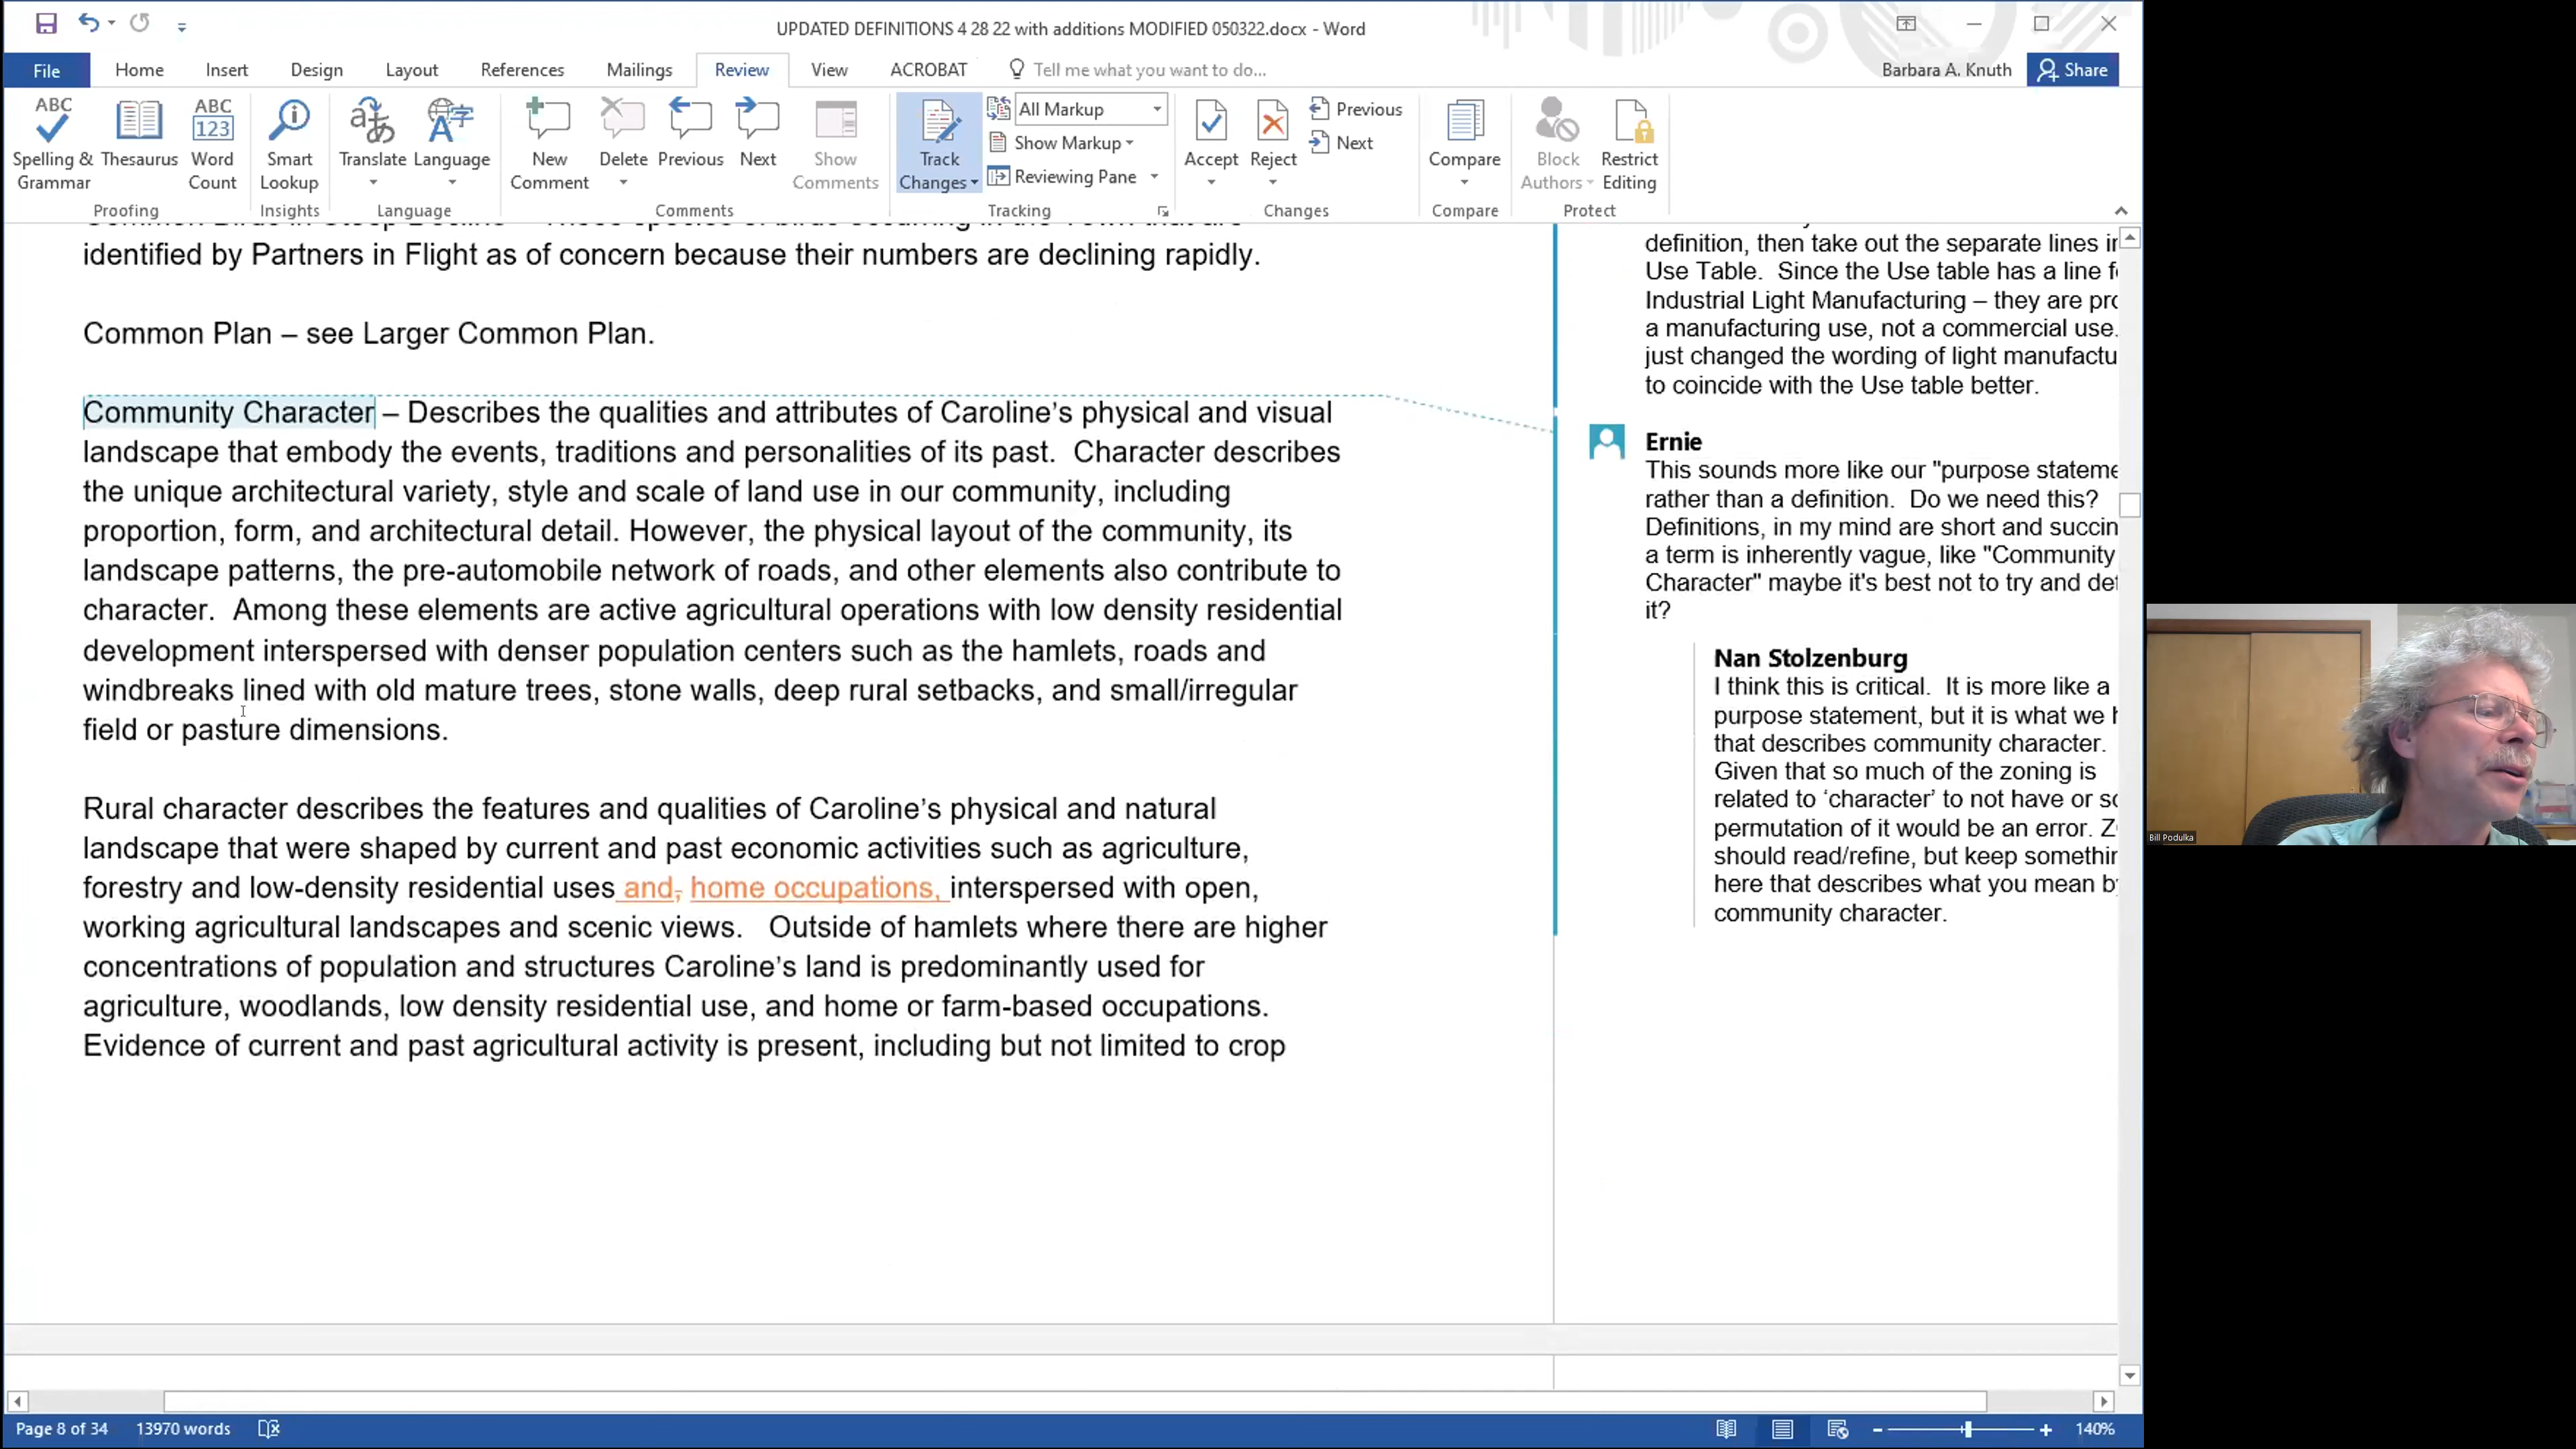 UPDATED DEFINITIONS 4 28 22 with additions MODIFIED 050322.docx - Word
File Home Insert Design Layout References Mailings Review View ACROBAT Tell me what you want to do... Barbara A. Knuth Share
ABC ABC 123
Spelling & Grammar Thesaurus Word Count Smart Lookup Translate Language New Comment Delete Previous Next Show Comments Track Changes All Markup Show Markup Reviewing Pane Accept Reject Previous Next Compare Block Authors Restrict Editing
Proofing Insights Language Comments Tracking Changes Compare Protect
identified by Partners in Flight as of concern because their numbers are declining rapidly.
Common Plan – see Larger Common Plan.
Community Character – Describes the qualities and attributes of Caroline's physical and visual
landscape that embody the events, traditions and personalities of its past.  Character describes
the unique architectural variety, style and scale of land use in our community, including
proportion, form, and architectural detail. However, the physical layout of the community, its
landscape patterns, the pre-automobile network of roads, and other elements also contribute to
character.  Among these elements are active agricultural operations with low density residential
development interspersed with denser population centers such as the hamlets, roads and
windbreaks lined with old mature trees, stone walls, deep rural setbacks, and small/irregular
field or pasture dimensions.
Rural character describes the features and qualities of Caroline's physical and natural
landscape that were shaped by current and past economic activities such as agriculture,
forestry and low-density residential uses and, home occupations, interspersed with open,
working agricultural landscapes and scenic views.   Outside of hamlets where there are higher
concentrations of population and structures Caroline's land is predominantly used for
agriculture, woodlands, low density residential use, and home or farm-based occupations.
Evidence of current and past agricultural activity is present, including but not limited to crop
definition, then take out the separate lines in
Use Table.  Since the Use table has a line
Industrial Light Manufacturing – they are
a manufacturing use, not a commercial use.
just changed the wording of light
to coincide with the Use table better.
Ernie
This sounds more like our "purpose
rather than a definition.  Do we need this?
Definitions, in my mind are short and
a term is inherently vague, like "Community
Character" maybe it's best not to try and
it?
Nan Stolzenburg
I think this is critical.  It is more like a
purpose statement, but it is what we
that describes community character.
Given that so much of the zoning is
related to 'character' to not have or
permutation of it would be an error.
should read/refine, but keep
here that describes what you mean
community character.
Bill Podulka
Page 8 of 34 13970 words 140%